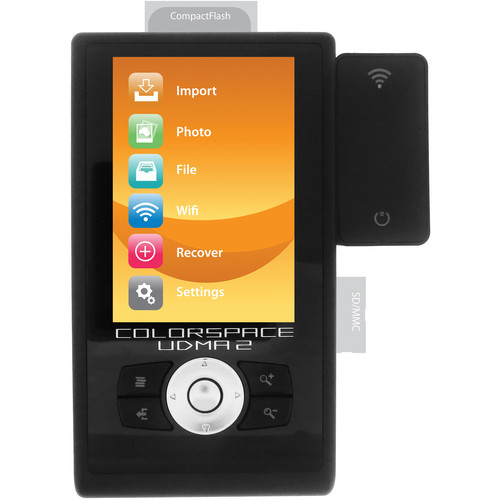 CompactFlash
Import
Photo
File
Wifi
Recover
Settings
SD/MMC
COLORSPACE
UDMA 2